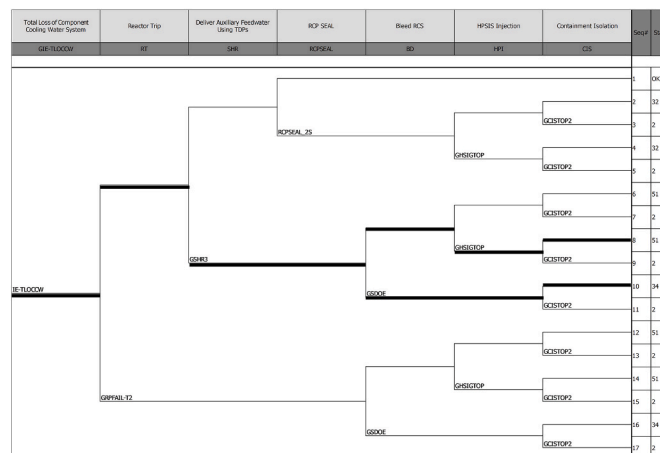 Total Loss of Component Cooling Water System
Reactor Trip
Deliver Auxiliary Feedwater Using TDPs
RCP SEAL
Bleed RCS
HPSIS Injection
Containment Isolation
Seq#
St
GIE-TLOCCW
RT
SHR
RCPSEAL
BD
HPI
CIS
1 OK
2 32
GCISTOP2
3 2
RCPSEAL_2S
4 32
GHSIGTOP
GCISTOP2
5 2
6 51
GCISTOP2
7 2
8 51
GHSIGTOP
GSHR3
GCISTOP2
9 2
IE-TLOCCW
10 34
GSDOE
GCISTOP2
11 2
12 51
GCISTOP2
13 2
14 51
GHSIGTOP
GRPFAIL-T2
GCISTOP2
15 2
16 34
GSDOE
GCISTOP2
17 2